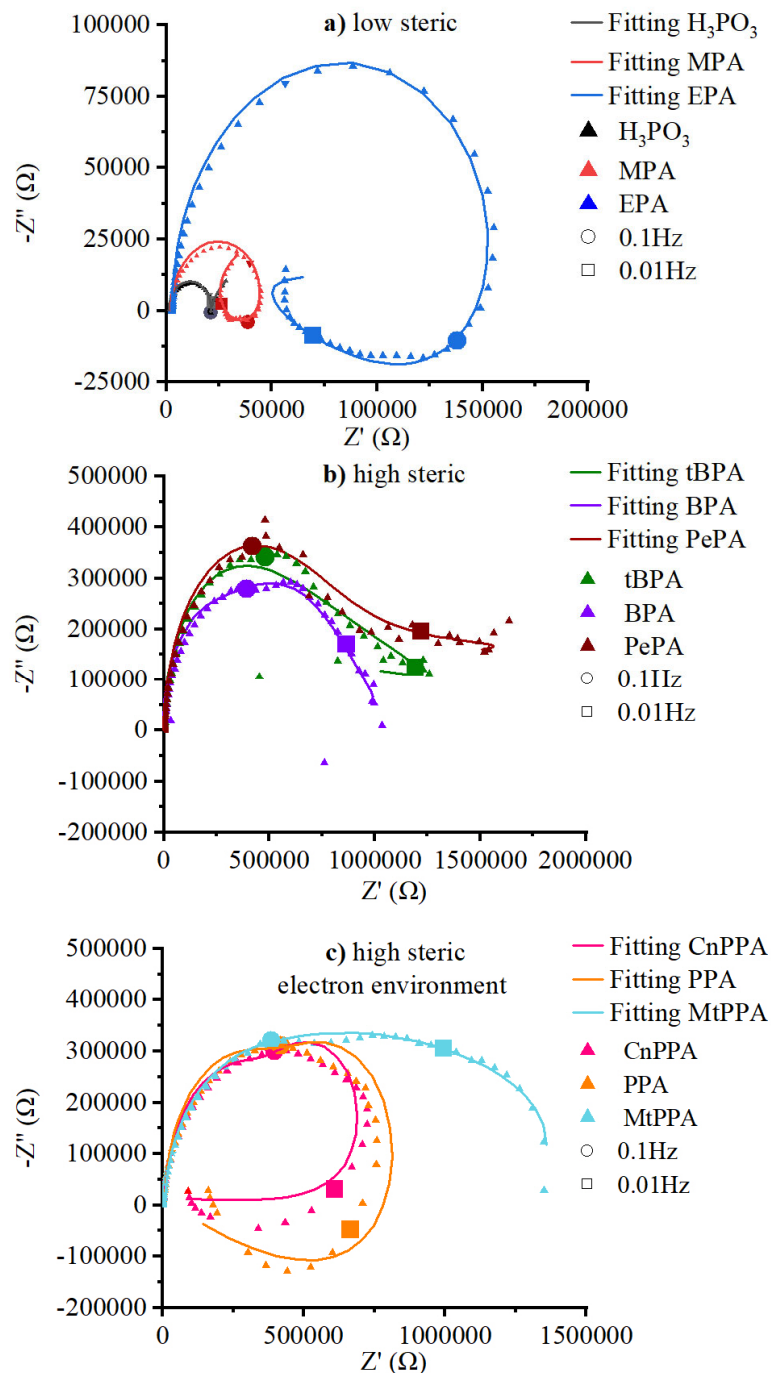 a) low steric
100000
75000
50000
25000
0
-25000
-Z" (Ω)
0
50000
100000
150000
200000
Z' (Ω)
Fitting H₃PO₃
Fitting MPA
Fitting EPA
H₃PO₃
MPA
EPA
0.1Hz
0.01Hz
b) high steric
500000
400000
300000
200000
100000
0
-100000
-200000
-Z" (Ω)
0
500000
1000000
1500000
2000000
Z' (Ω)
Fitting tBPA
Fitting BPA
Fitting PePA
tBPA
BPA
PePA
0.1Hz
0.01Hz
c) high steric
electron environment
500000
400000
300000
200000
100000
0
-100000
-200000
-Z" (Ω)
0
500000
1000000
1500000
Z' (Ω)
Fitting CnPPA
Fitting PPA
Fitting MtPPA
CnPPA
PPA
MtPPA
0.1Hz
0.01Hz